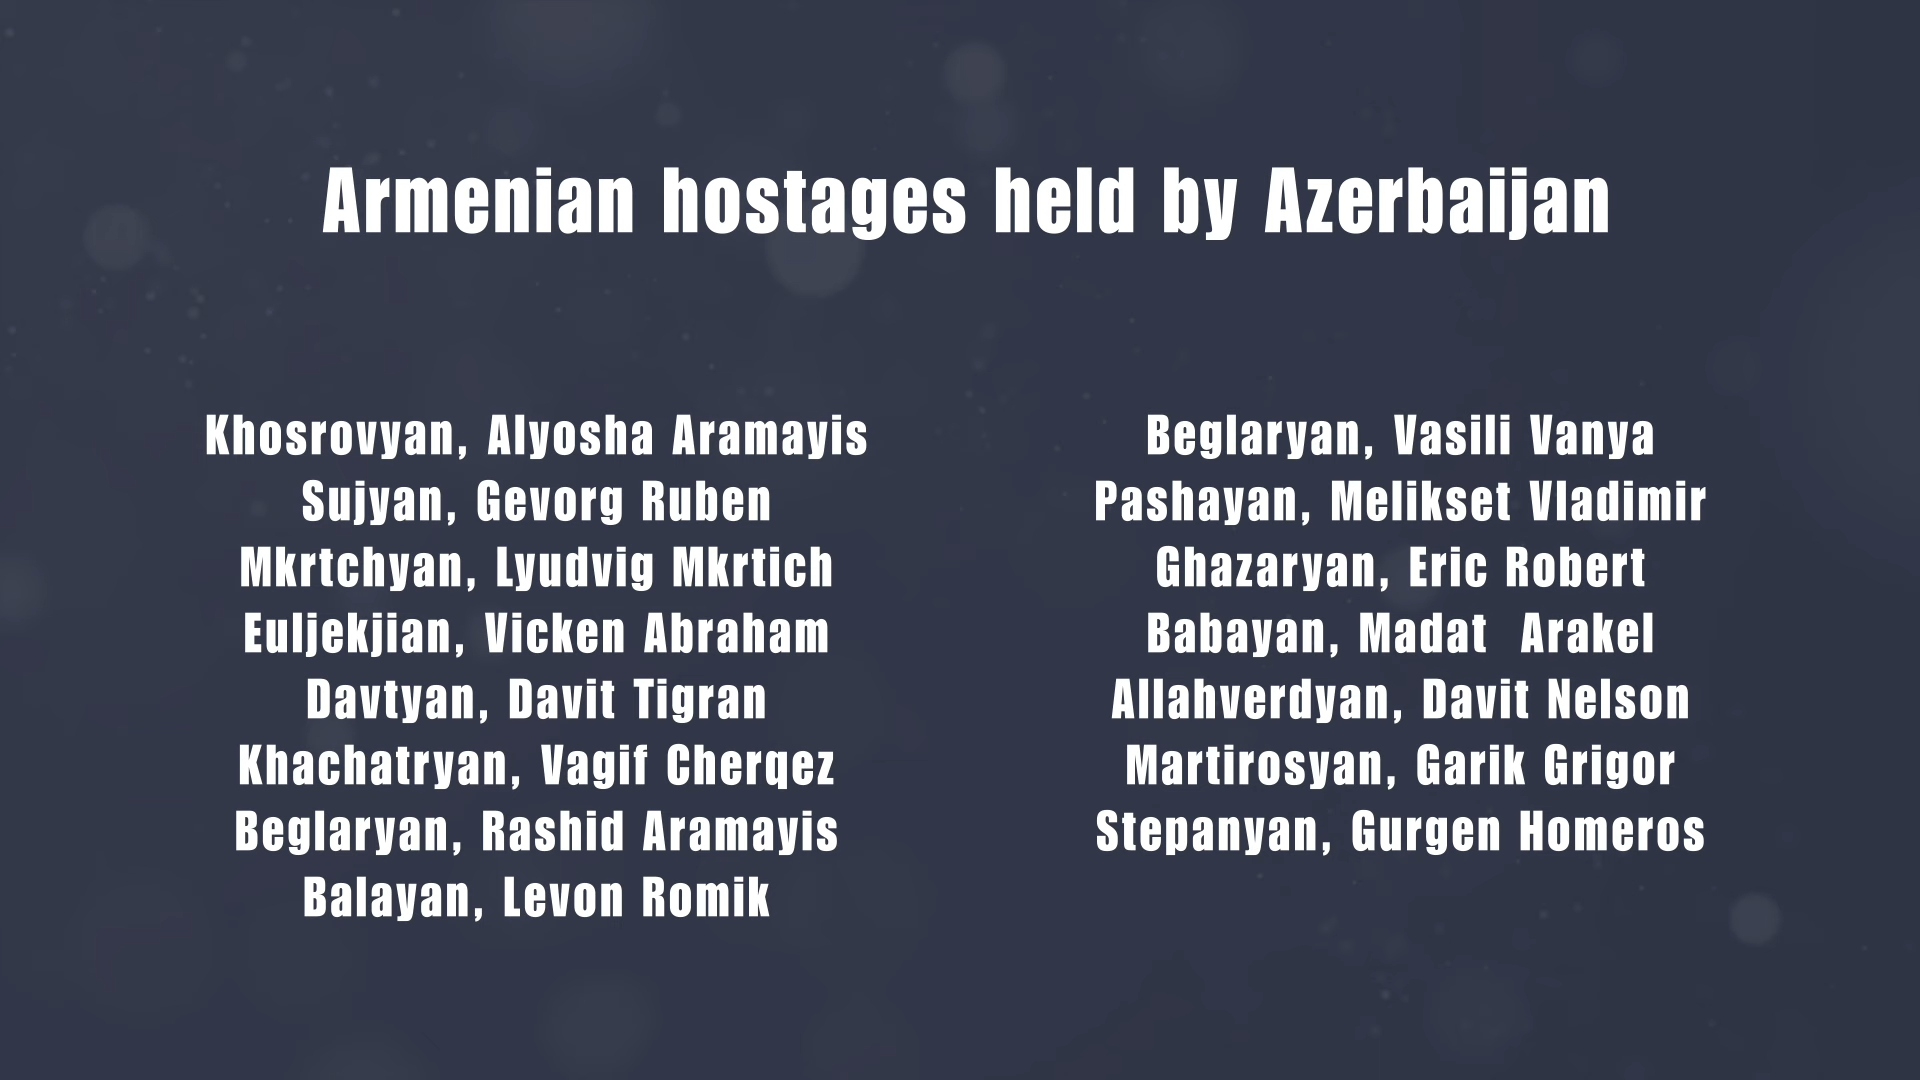 Armenian hostages held by Azerbaijan
Khosrovyan, Alyosha Aramayis
Sujyan, Gevorg Ruben
Mkrtchyan, Lyudvig Mkrtich
Euljekjian, Vicken Abraham
Davtyan, Davit Tigran
Khachatryan, Vagif Cherqez
Beglaryan, Rashid Aramayis
Balayan, Levon Romik
Beglaryan, Vasili Vanya
Pashayan, Melikset Vladimir
Ghazaryan, Eric Robert
Babayan, Madat  Arakel
Allahverdyan, Davit Nelson
Martirosyan, Garik Grigor
Stepanyan, Gurgen Homeros